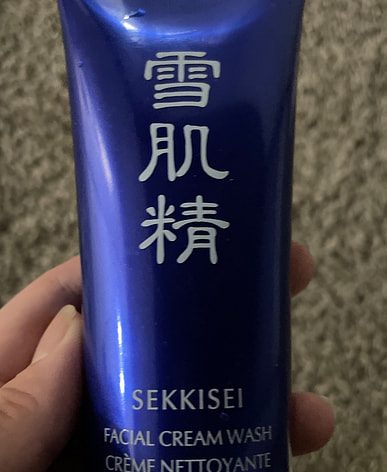 雪
肌
精
SEKKISEI
FACIAL CREAM WASH
CRÈME NETTOYANTE